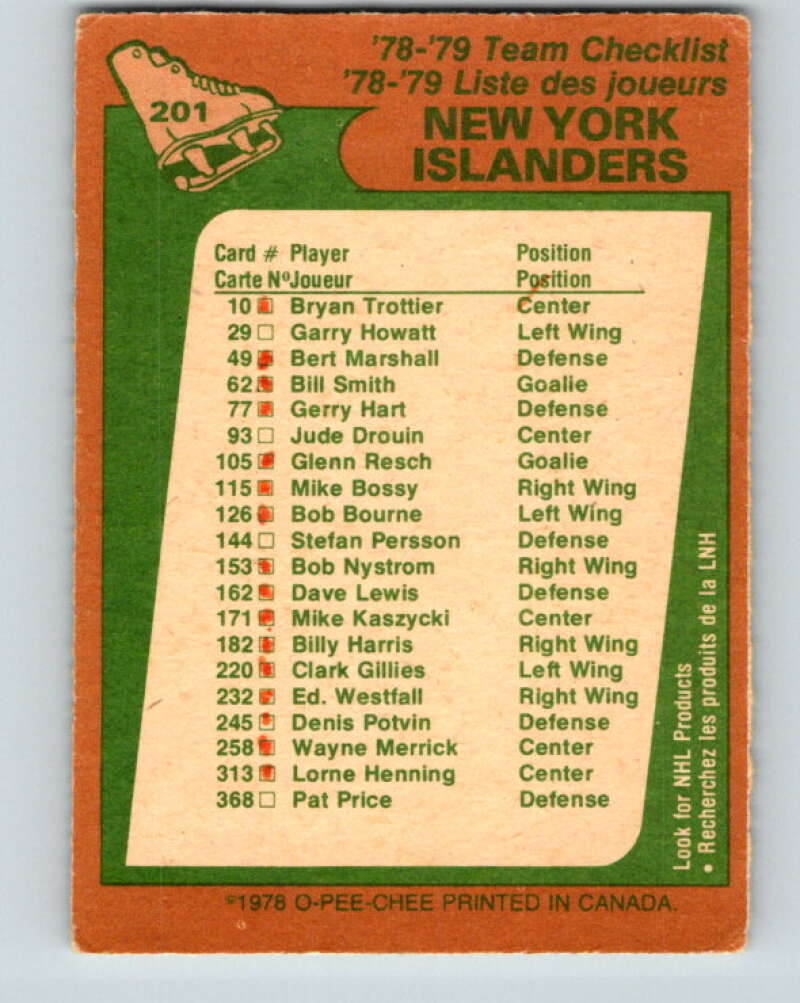 '78-'79 Team Checklist
'78-'79 Liste des joueurs
201
NEW YORK
ISLANDERS
Card # Player Position
Carte Nº Joueur Position
10 Bryan Trottier Center
29 Garry Howatt Left Wing
49 Bert Marshall Defense
62 Bill Smith Goalie
77 Gerry Hart Defense
93 Jude Drouin Center
105 Glenn Resch Goalie
115 Mike Bossy Right Wing
126 Bob Bourne Left Wing
144 Stefan Persson Defense
153 Bob Nystrom Right Wing
162 Dave Lewis Defense
171 Mike Kaszycki Center
182 Billy Harris Right Wing
220 Clark Gillies Left Wing
232 Ed. Westfall Right Wing
245 Denis Potvin Defense
258 Wayne Merrick Center
313 Lorne Henning Center
368 Pat Price Defense
Look for NHL Products
• Recherchez les produits de la LNH
©1978 O-PEE-CHEE PRINTED IN CANADA.